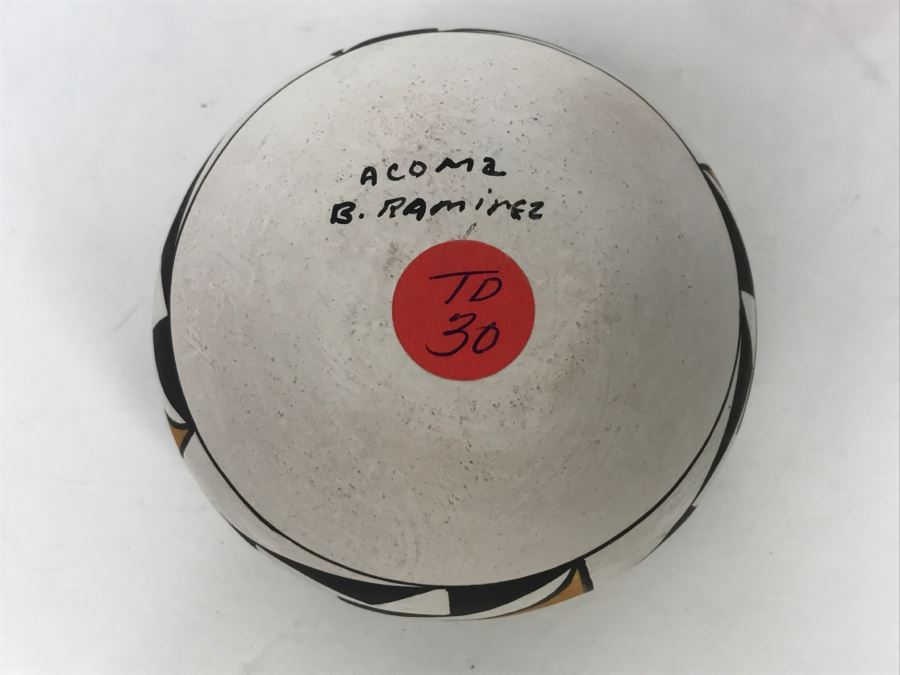 ACOMa
B. RAMirEZ
TD
30